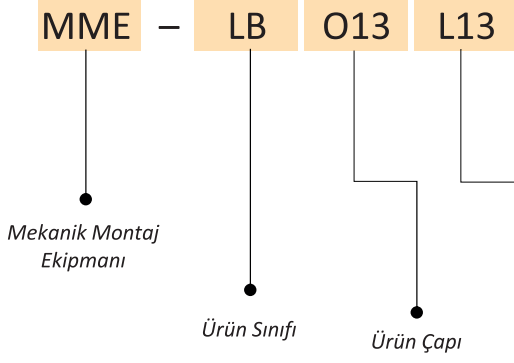 MME – LB O13 L13
Mekanik Montaj
Ekipmanı
Ürün Sınıfı
Ürün Çapı